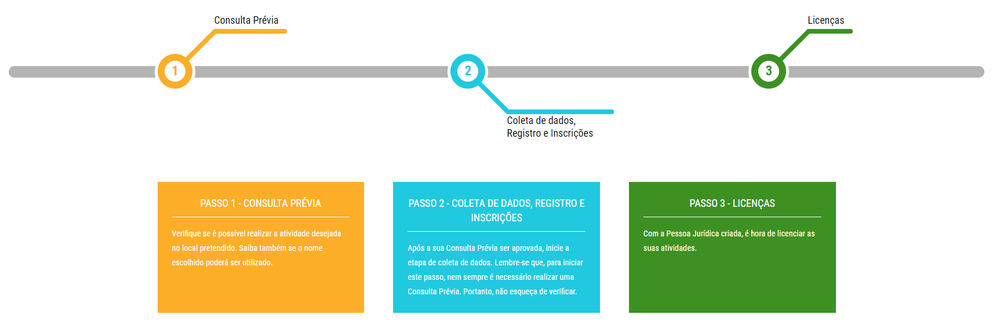 Consulta Prévia
Licenças
1
2
3
Coleta de dados,
Registro e Inscrições
PASSO 1 - CONSULTA PRÉVIA
Verifique se é possível realizar a atividade desejada
no local pretendido. Saiba também se o nome
escolhido poderá ser utilizado.
PASSO 2 - COLETA DE DADOS, REGISTRO E
INSCRIÇÕES
Após a sua Consulta Prévia ser aprovada, inicie a
etapa de coleta de dados. Lembre-se que, para iniciar
este passo, nem sempre é necessário realizar uma
Consulta Prévia. Portanto, não esqueça de verificar.
PASSO 3 - LICENÇAS
Com a Pessoa Jurídica criada, é hora de licenciar as
suas atividades.